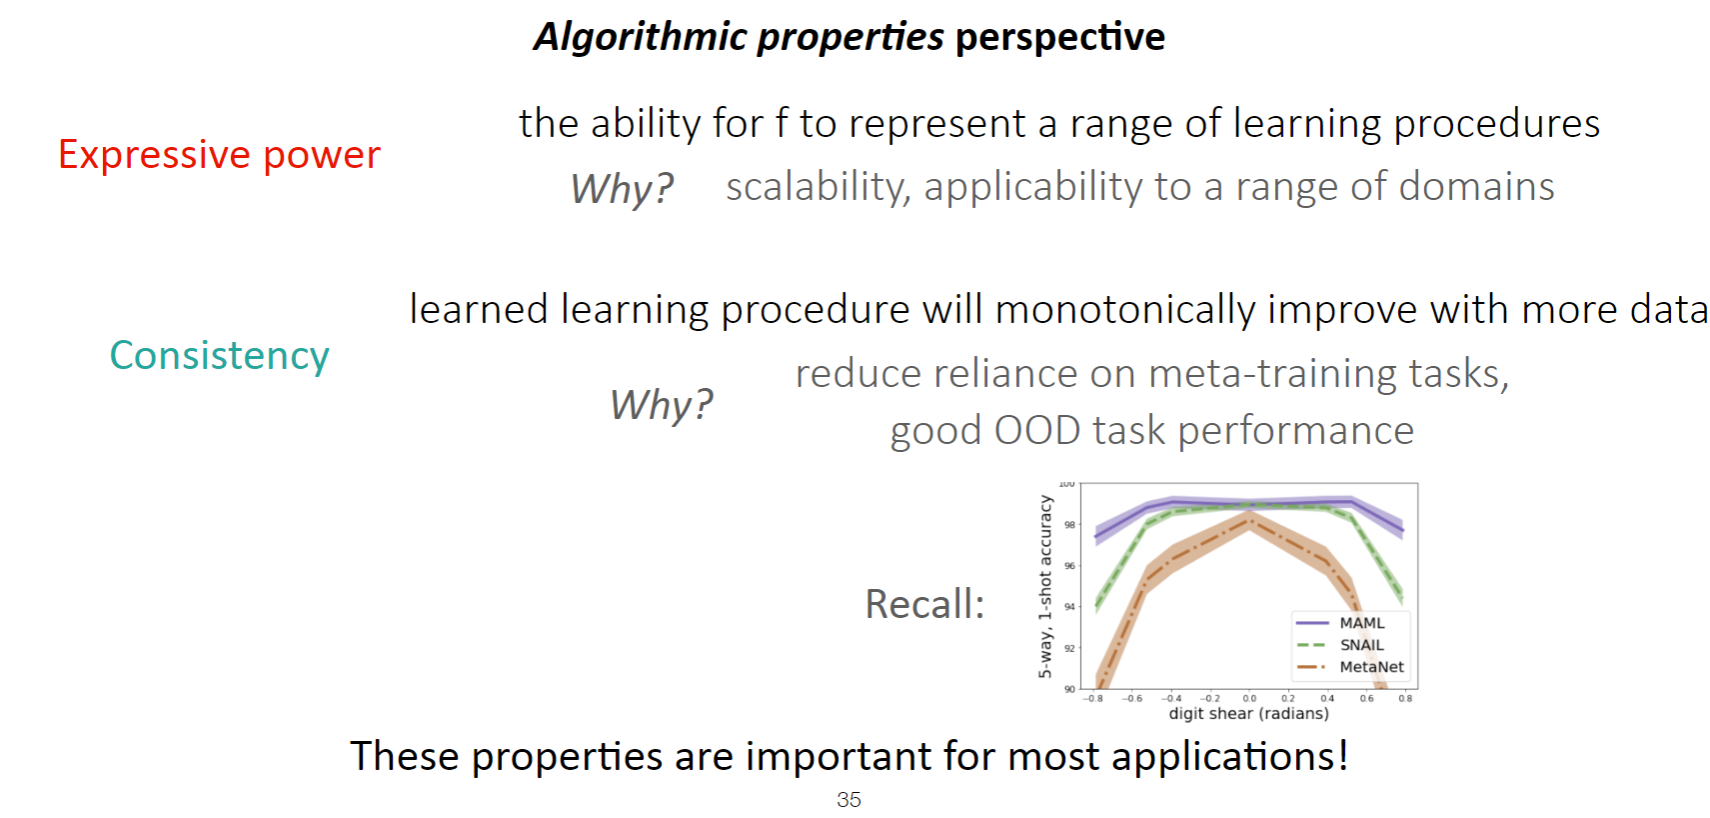 Algorithmic properties perspective
Expressive power
the ability for f to represent a range of learning procedures
Why? scalability, applicability to a range of domains
Consistency
learned learning procedure will monotonically improve with more data
Why?
reduce reliance on meta-training tasks,
good OOD task performance
Recall:
5-way, 1-shot accuracy
100
98
96
94
92
90
−0.8 −0.6 −0.4 −0.2 0.0 0.2 0.4 0.6 0.8
digit shear (radians)
MAML
SNAIL
MetaNet
These properties are important for most applications!
35